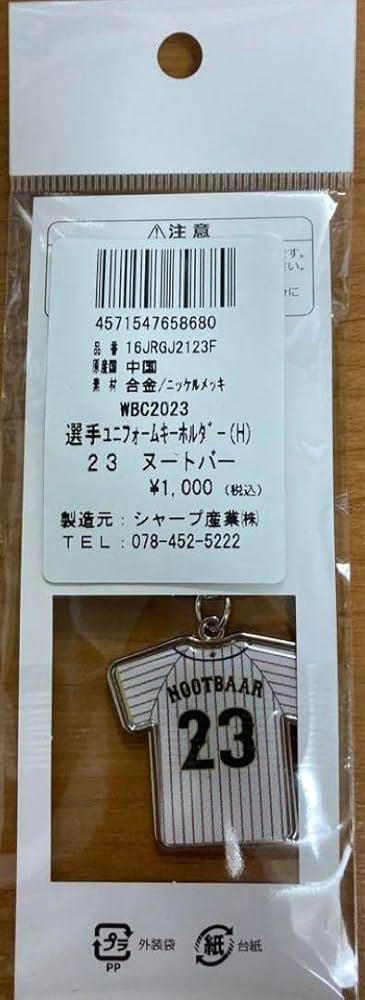 ⚠注意
す。
い。
に
4571547658680
品 番 16JRGJ2123F
原産国 中国
素 材 合金/ニッケルメッキ
WBC2023
選手ユニフォームキーホルダー(H)
23 ヌートバー
¥1,000 (税込)
製造元:シャープ産業㈱
TEL:078-452-5222
NOOTBAAR
23
プラ 外装袋 紙 台紙
PP